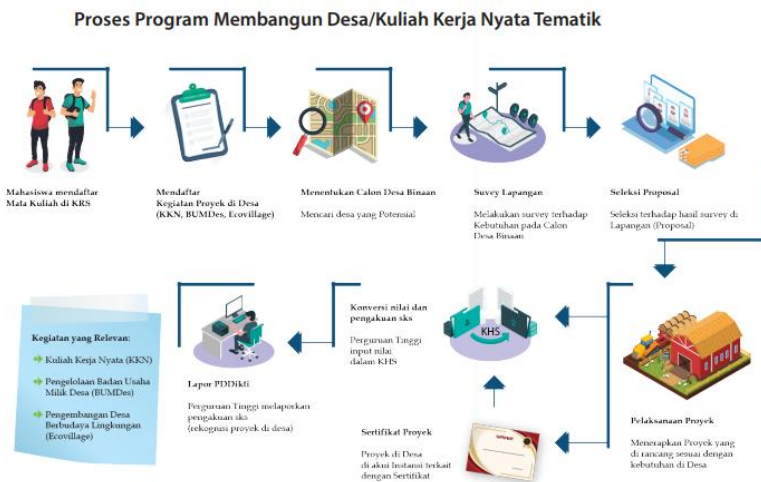 Proses Program Membangun Desa/Kuliah Kerja Nyata Tematik
Mahasiswa mendaftar
Mata Kuliah di KRS
Mendaftar
Kegiatan Proyek di Desa
(KKN, BUMDes, Ecovillage)
Menentukan Calon Desa Binaan
Mencari desa yang Potensial
Survey Lapangan
Melakukan survey terhadap
Kebutuhan pada Calon
Desa Binaan
Seleksi Proposal
Seleksi terhadap hasil survey di
Lapangan (Proposal)
Kegiatan yang Relevan:
Kuliah Kerja Nyata (KKN)
Pengelolaan Badan Usaha
Milik Desa (BUMDes)
Pengembangan Desa
Berbudaya Lingkungan
(Ecovillage)
Lapor PDDikti
Perguruan Tinggi melaporkan
pengakuan sks
(rekognisi proyek di desa)
Konversi nilai dan
pengakuan sks
Perguruan Tinggi
input nilai
dalam KHS
KHS
Sertifikat Proyek
Proyek di Desa
di akui Instansi terkait
dengan Sertifikat
Pelaksanaan Proyek
Menerapkan Proyek yang
di rancang sesuai dengan
kebutuhan di Desa